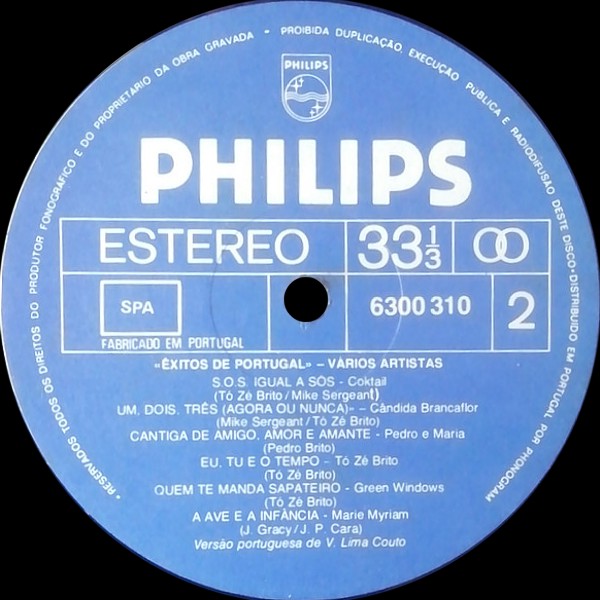 • RESERVADOS TODOS OS DIREITOS DO PRODUTOR FONOGRÁFICO E DO PROPRIETÁRIO DA OBRA GRAVADA - PROIBIDA DUPLICAÇÃO, EXECUÇÃO PÚBLICA E RADIODIFUSÃO DESTE DISCO • DISTRIBUIDO EM PORTUGAL POR PHONOGRAM
PHILIPS
PHILIPS
ESTEREO 33 1/3
SPA 6300 310 2
FABRICADO EM PORTUGAL
«ÊXITOS DE PORTUGAL» – VÁRIOS ARTISTAS
S.O.S. IGUAL A SÓS - Coktail
(Tó Zé Brito/Mike Sergeant)
UM, DOIS, TRÊS (AGORA OU NUNCA)» – Cândida Brancaflor
(Mike Sergeant / Tó Zé Brito)
CANTIGA DE AMIGO, AMOR E AMANTE - Pedro e Maria
(Pedro Brito)
EU, TU E O TEMPO - Tó Zé Brito
(Tó Zé Brito)
QUEM TE MANDA SAPATEIRO - Green Windows
(Tó Zé Brito)
A AVE E A INFÂNCIA - Marie Myriam
(J. Gracy / J. P. Cara)
Versão portuguesa de V. Lima Couto